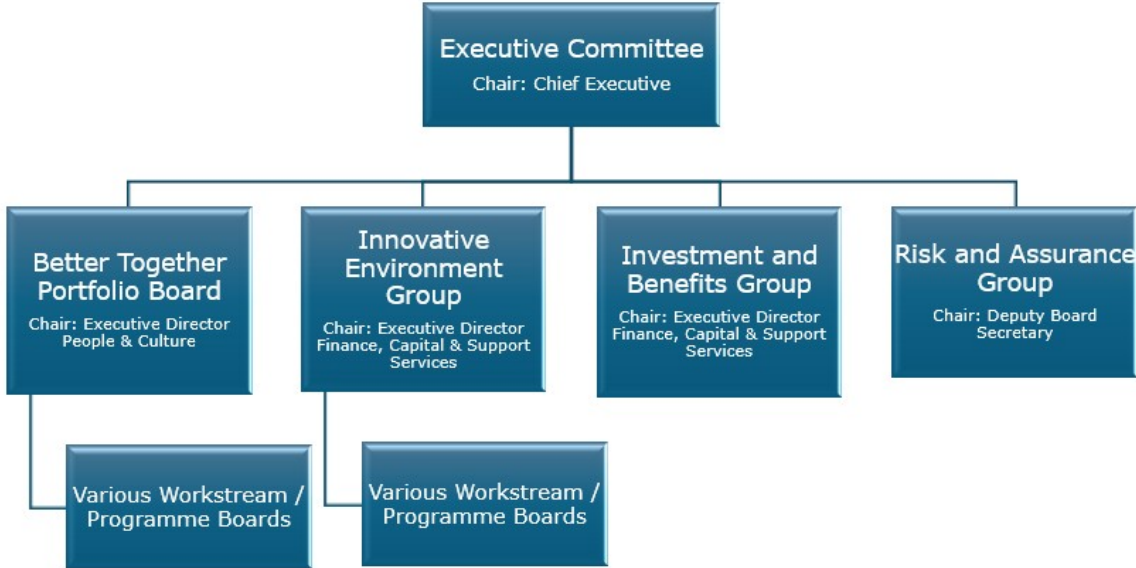 Executive Committee
Chair: Chief Executive
Better Together
Portfolio Board
Chair: Executive Director
People & Culture
Innovative
Environment
Group
Chair: Executive Director
Finance, Capital & Support
Services
Investment and
Benefits Group
Chair: Executive Director
Finance, Capital & Support
Services
Risk and Assurance
Group
Chair: Deputy Board
Secretary
Various Workstream /
Programme Boards
Various Workstream /
Programme Boards